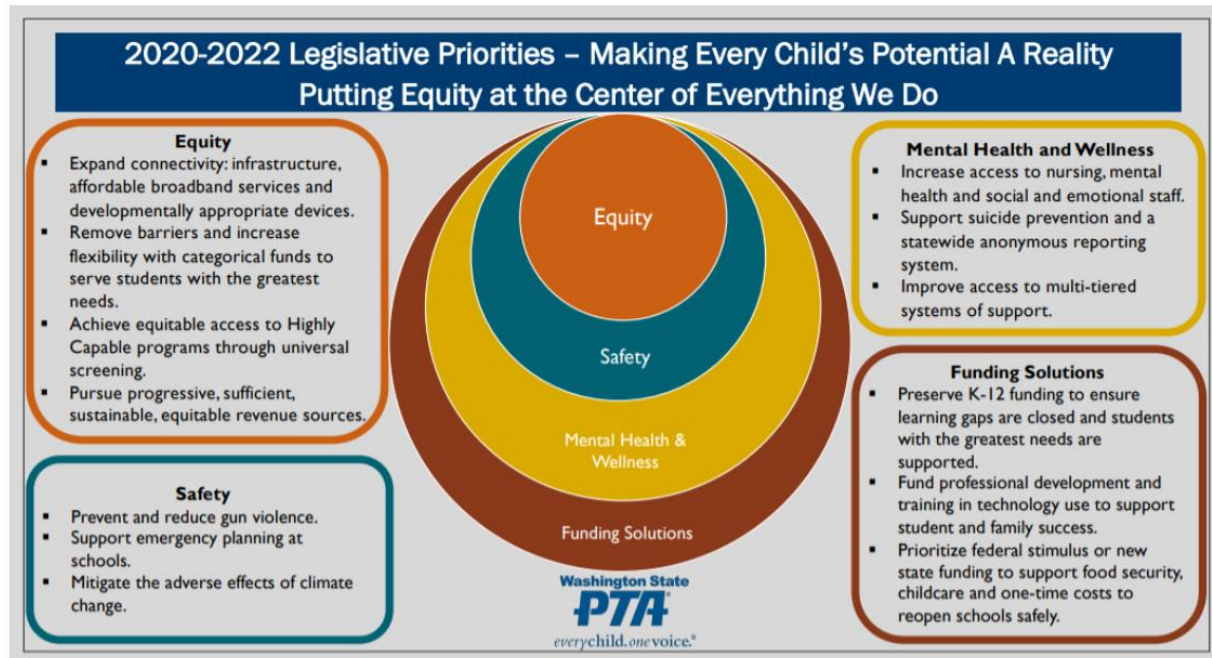 2020-2022 Legislative Priorities – Making Every Child's Potential A Reality
Putting Equity at the Center of Everything We Do
Equity
▪ Expand connectivity: infrastructure,
affordable broadband services and
developmentally appropriate devices.
▪ Remove barriers and increase
flexibility with categorical funds to
serve students with the greatest
needs.
▪ Achieve equitable access to Highly
Capable programs through universal
screening.
▪ Pursue progressive, sufficient,
sustainable, equitable revenue sources.
Safety
▪ Prevent and reduce gun violence.
▪ Support emergency planning at
schools.
▪ Mitigate the adverse effects of climate
change.
Equity
Safety
Mental Health &
Wellness
Funding Solutions
Washington State
PTA®
everychild.onevoice.®
Mental Health and Wellness
▪ Increase access to nursing, mental
health and social and emotional staff.
▪ Support suicide prevention and a
statewide anonymous reporting
system.
▪ Improve access to multi-tiered
systems of support.
Funding Solutions
▪ Preserve K-12 funding to ensure
learning gaps are closed and students
with the greatest needs are
supported.
▪ Fund professional development and
training in technology use to support
student and family success.
▪ Prioritize federal stimulus or new
state funding to support food security,
childcare and one-time costs to
reopen schools safely.